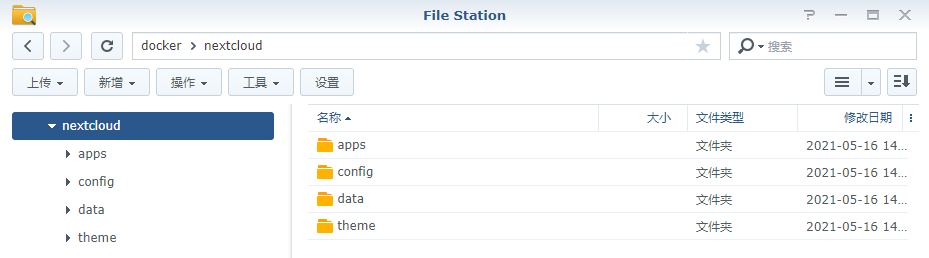 File Station
docker > nextcloud
搜索
上传 新增 操作 工具 设置
nextcloud
apps
config
data
theme
名称 大小 文件类型 修改日期
apps 文件夹 2021-05-16 14...
config 文件夹 2021-05-16 14...
data 文件夹 2021-05-16 14...
theme 文件夹 2021-05-16 14...